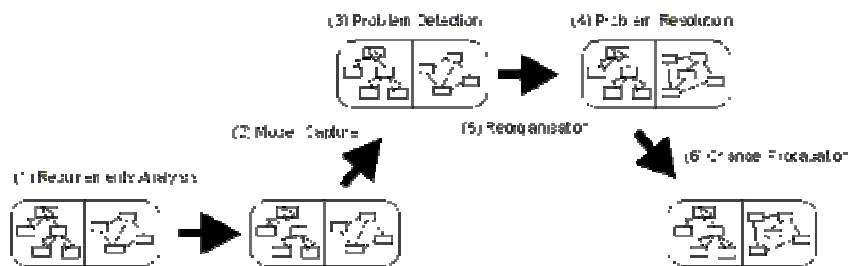 (3) Problem Detection
(4) Problem Resolution
(2) Model Capture
(5) Reorganisation
(6) Change Propagation
(1) Requirements Analysis